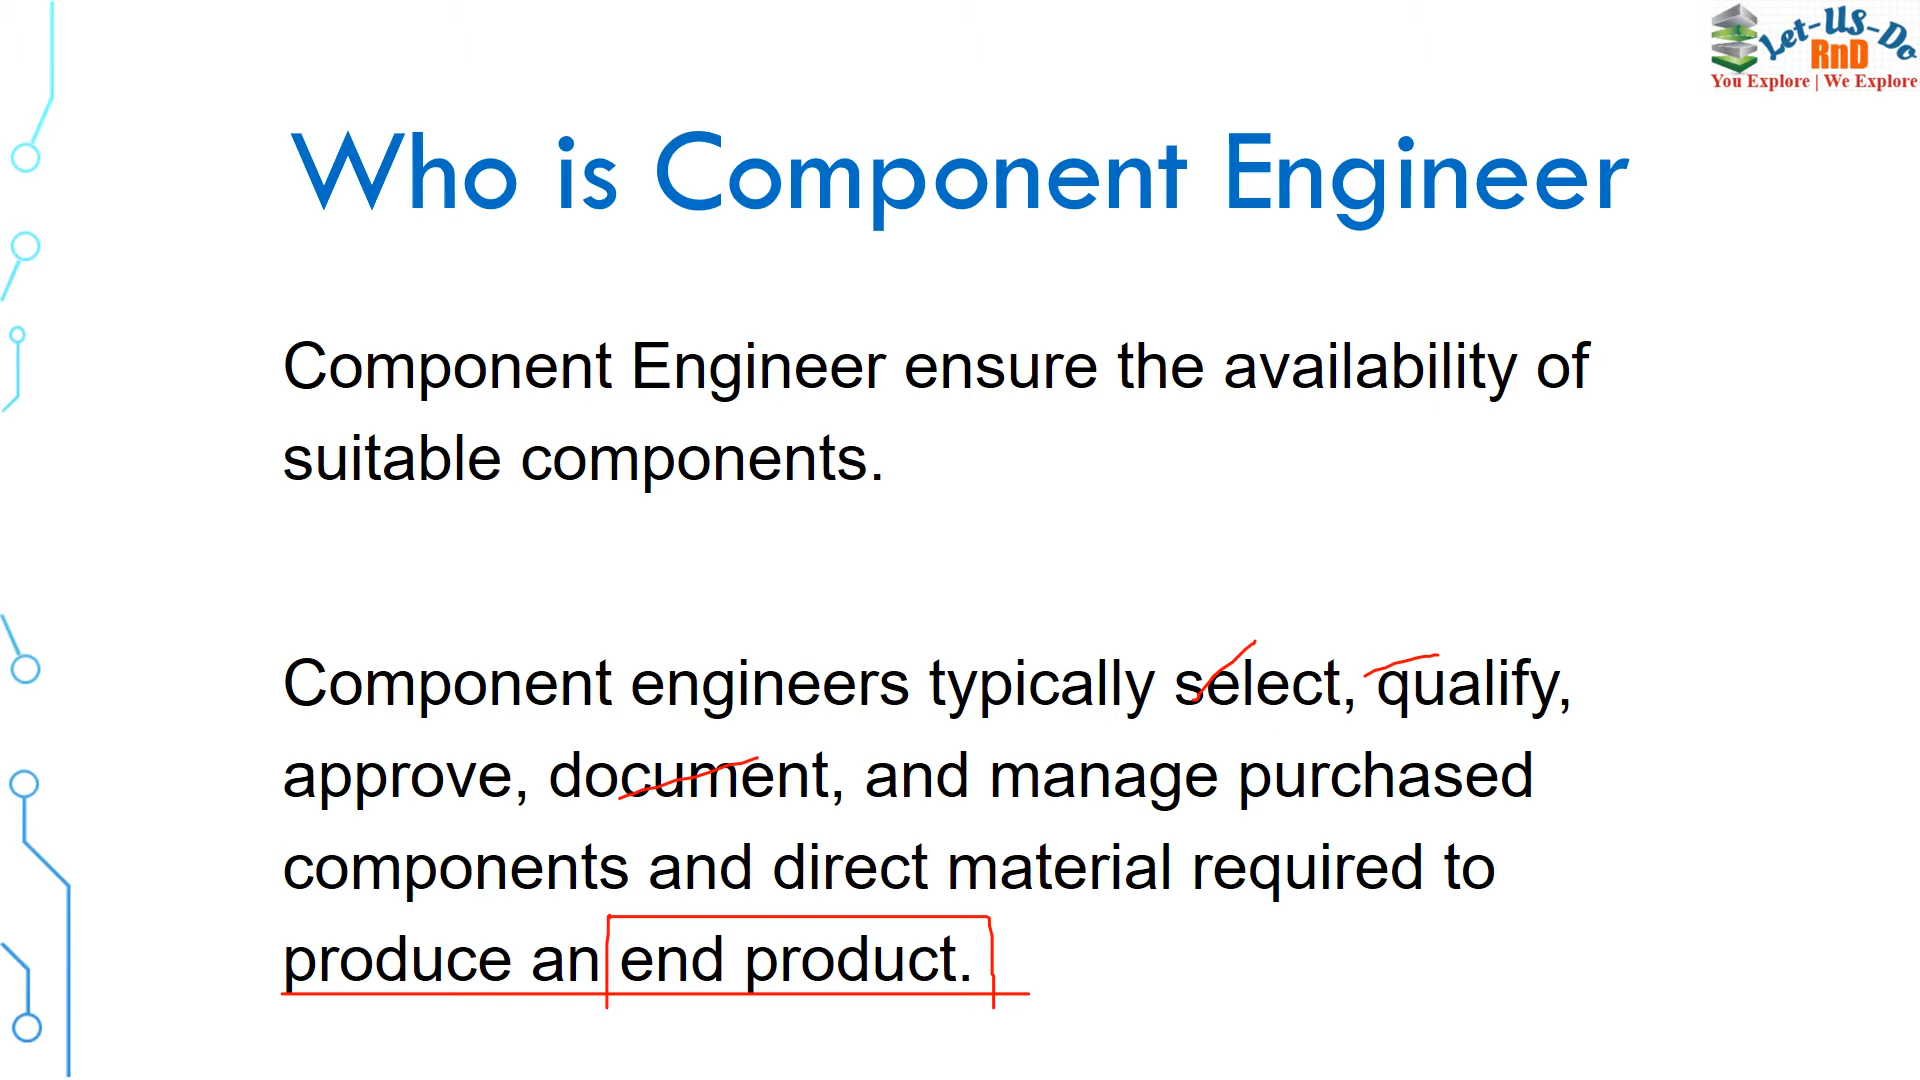 Let-Us-Do
RnD
You Explore | We Explore
Who is Component Engineer
Component Engineer ensure the availability of
suitable components.
Component engineers typically select, qualify,
approve, document, and manage purchased
components and direct material required to
produce an end product.